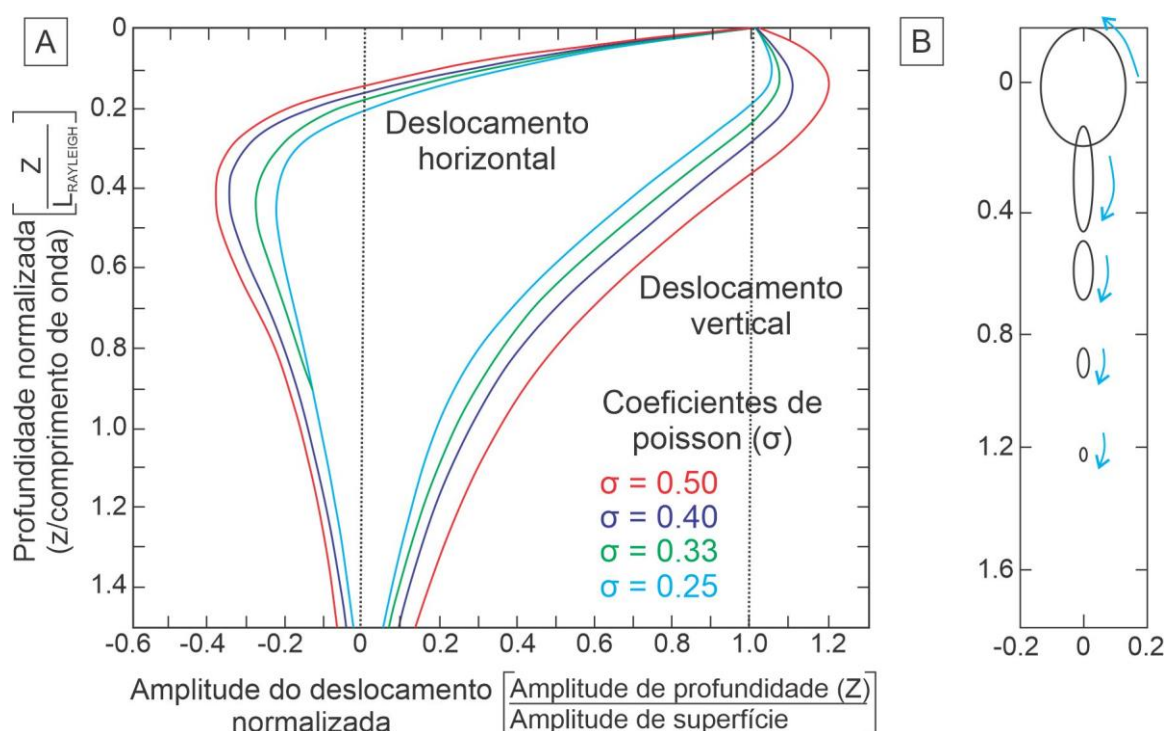 A
0
0.2
0.4
0.6
0.8
1.0
1.2
1.4
Profundidade normalizada
(z/comprimento de onda)
Z
LRAYLEIGH
Deslocamento
horizontal
Deslocamento
vertical
Coeficientes de
poisson (σ)
σ = 0.50
σ = 0.40
σ = 0.33
σ = 0.25
-0.6 -0.4 -0.2 0 0.2 0.4 0.6 0.8 1.0 1.2
Amplitude do deslocamento
normalizada
Amplitude de profundidade (Z)
Amplitude de superfície
B
0
0.4
0.8
1.2
1.6
-0.2 0 0.2